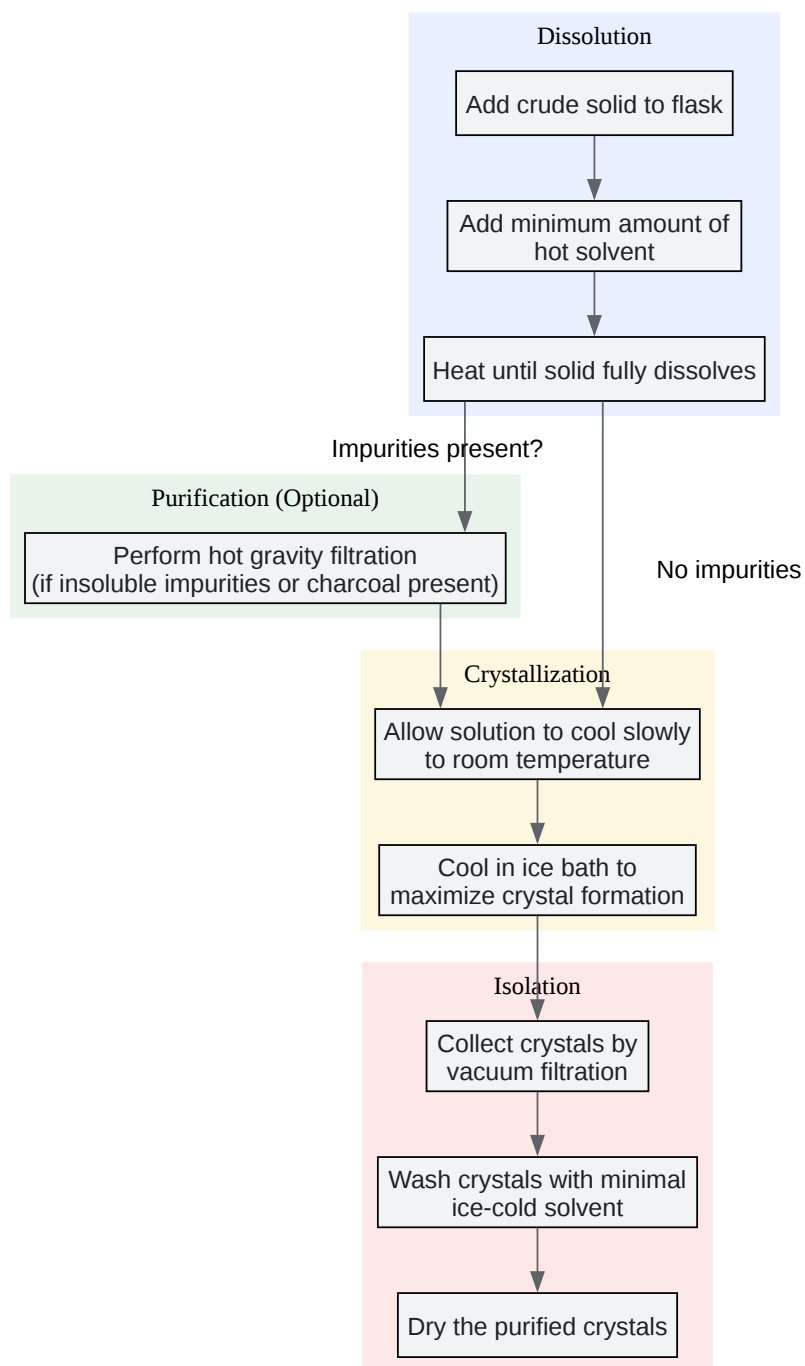 Dissolution
Add crude solid to flask
Add minimum amount of
hot solvent
Heat until solid fully dissolves
Impurities present?
Purification (Optional)
Perform hot gravity filtration
(if insoluble impurities or charcoal present)
No impurities
Crystallization
Allow solution to cool slowly
to room temperature
Cool in ice bath to
maximize crystal formation
Isolation
Collect crystals by
vacuum filtration
Wash crystals with minimal
ice-cold solvent
Dry the purified crystals